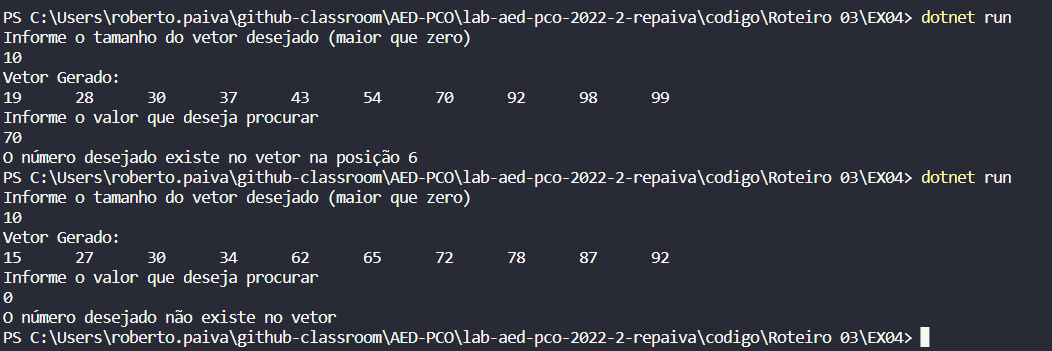 PS C:\Users\roberto.paiva\github-classroom\AED-PCO\lab-aed-pco-2022-2-repaiva\codigo\Roteiro 03\EX04> dotnet run
Informe o tamanho do vetor desejado (maior que zero)
10
Vetor Gerado:
19 28 30 37 43 54 70 92 98 99
Informe o valor que deseja procurar
70
O número desejado existe no vetor na posição 6
PS C:\Users\roberto.paiva\github-classroom\AED-PCO\lab-aed-pco-2022-2-repaiva\codigo\Roteiro 03\EX04> dotnet run
Informe o tamanho do vetor desejado (maior que zero)
10
Vetor Gerado:
15 27 30 34 62 65 72 78 87 92
Informe o valor que deseja procurar
0
O número desejado não existe no vetor
PS C:\Users\roberto.paiva\github-classroom\AED-PCO\lab-aed-pco-2022-2-repaiva\codigo\Roteiro 03\EX04>